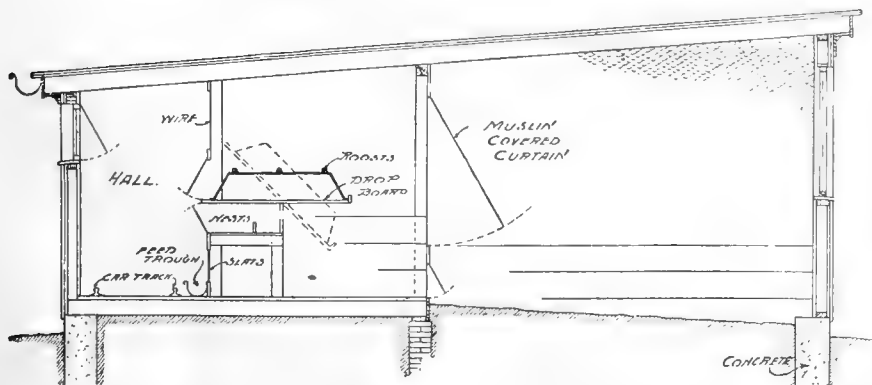 WIRE
MUSLIN
COVERED
CURTAIN
ROOSTS
DROP
BOARD
HALL.
NESTS
FEED
TROUGH
SLATS
CAR TRACK
CONCRETE